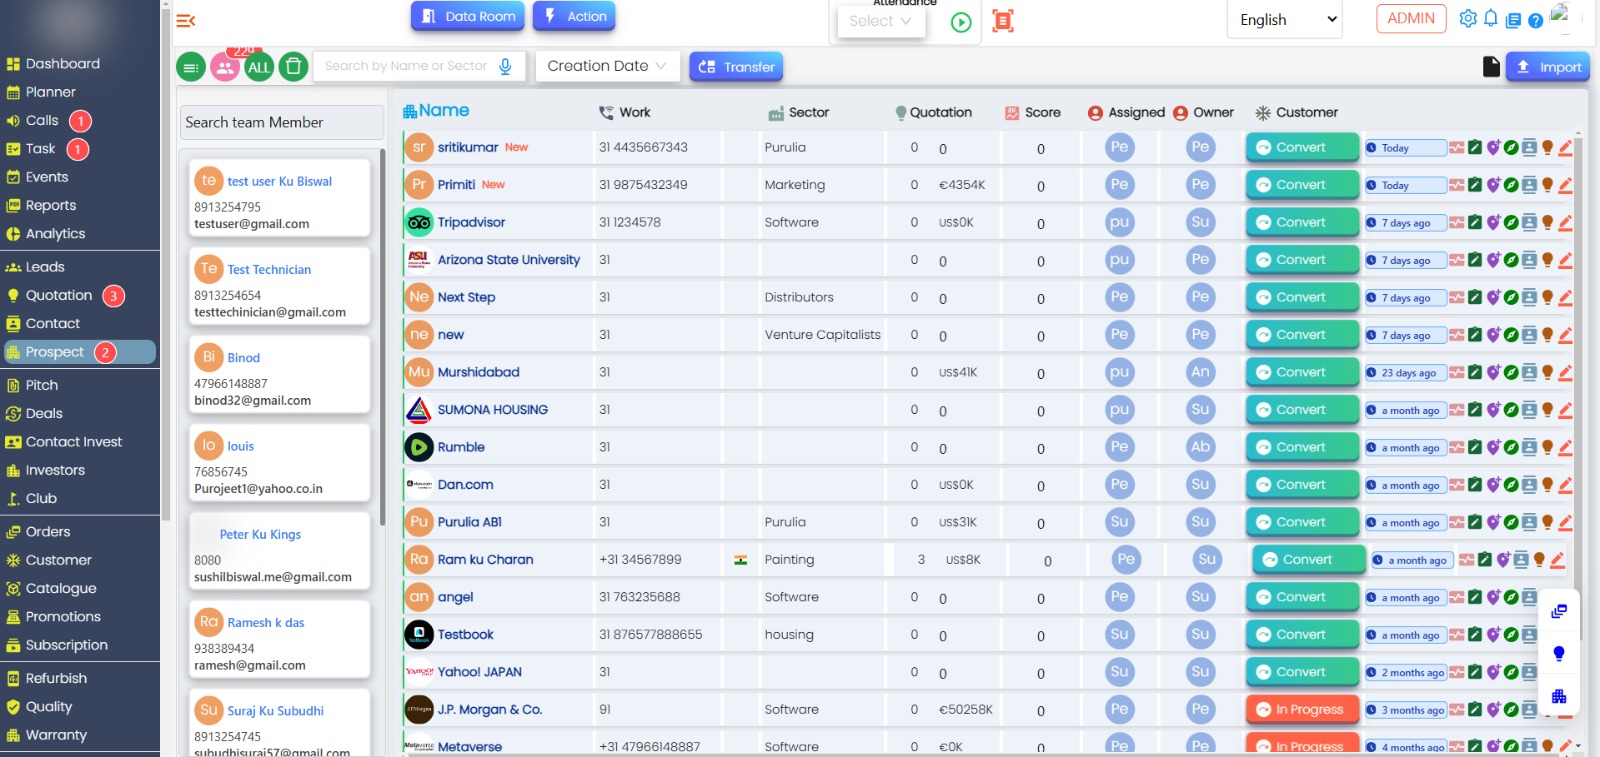 Data Room
Action
Attendance
Select
English
ADMIN
Dashboard
Planner
Calls 1
Task 1
Events
Reports
Analytics
Leads
Quotation 3
Contact
Prospect 2
Pitch
Deals
Contact Invest
Investors
Club
Orders
Customer
Catalogue
Promotions
Subscription
Refurbish
Quality
Warranty
229
ALL
Search by Name or Sector
Creation Date
Transfer
Import
Search team Member
te test user Ku Biswal
8913254795
testuser@gmail.com
Te Test Technician
8913254654
testtechinician@gmail.com
Bi Binod
47966148887
binod32@gmail.com
lo louis
76856745
Purojeet1@yahoo.co.in
Peter Ku Kings
8080
sushilbiswal.me@gmail.com
Ra Ramesh k das
938389434
ramesh@gmail.com
Su Suraj Ku Subudhi
8913254745
subudhisuraj57@gmail.com
Name Work Sector Quotation Score Assigned Owner Customer
sr sritikumar New 31 4435667343 Purulia 0 0 0 Pe Pe Convert Today
Pr Primiti New 31 9875432349 Marketing 0 €4354K 0 Pe Pe Convert Today
Tripadvisor 31 1234578 Software 0 US$0K 0 pu Su Convert 7 days ago
ASU Arizona State University 31 0 0 0 pu Pe Convert 7 days ago
Ne Next Step 31 Distributors 0 0 0 Pe Pe Convert 7 days ago
ne new 31 Venture Capitalists 0 0 0 Pe Pe Convert 7 days ago
Mu Murshidabad 31 0 US$41K 0 pu An Convert 23 days ago
SUMONA HOUSING 31 0 0 0 pu Su Convert a month ago
Rumble 31 0 0 0 Pe Ab Convert a month ago
dan.com Dan.com 31 0 US$0K 0 Pe Su Convert a month ago
Pu Purulia AB1 31 Purulia 0 US$31K 0 Su Su Convert a month ago
Ra Ram ku Charan +31 34567899 Painting 3 US$8K 0 Pe Su Convert a month ago
an angel 31 763235688 Software 0 0 0 Pe Su Convert a month ago
Testbook 31 876577888655 housing 0 0 0 Su Su Convert a month ago
YAHOO! Yahoo! JAPAN 31 0 0 0 Su Su Convert 2 months ago
J.P.Morgan J.P. Morgan & Co. 91 Software 0 €50258K 0 Pe Pe In Progress 3 months ago
Metaverse Metaverse +31 47966148887 Software 0 €0K 0 Pe Pe In Progress 4 months ago